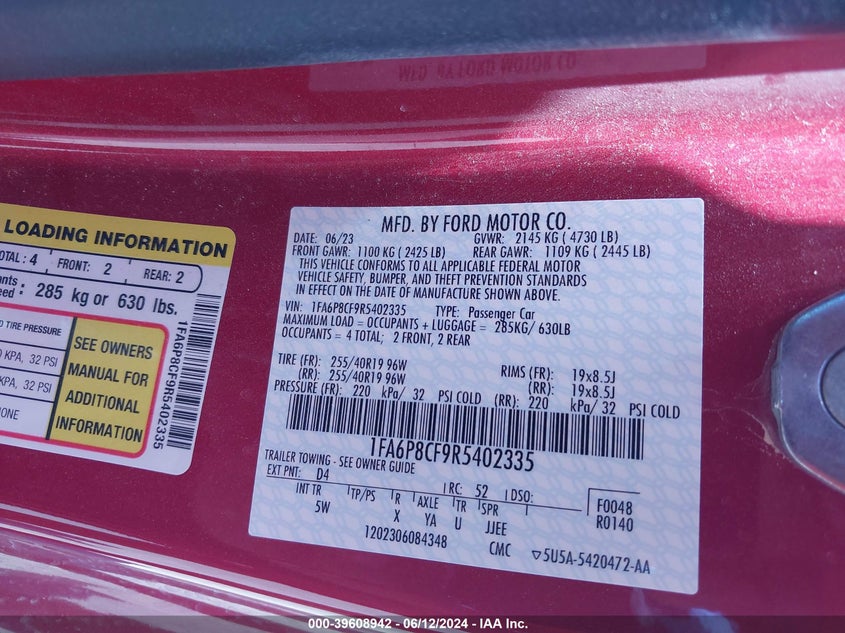 MFD. BY FORD MOTOR CO.
LOADING INFORMATION
TOTAL: 4 FRONT: 2 REAR: 2
285 kg or 630 lbs.
TIRE PRESSURE
KPA, 32 PSI
KPA, 32 PSI
SEE OWNERS
MANUAL FOR
ADDITIONAL
INFORMATION
1FA6P8CF9R5402335
MFD. BY FORD MOTOR CO.
DATE: 06/23 GVWR: 2145 KG ( 4730 LB)
FRONT GAWR: 1100 KG ( 2425 LB) REAR GAWR: 1109 KG ( 2445 LB)
THIS VEHICLE CONFORMS TO ALL APPLICABLE FEDERAL MOTOR
VEHICLE SAFETY, BUMPER, AND THEFT PREVENTION STANDARDS
IN EFFECT ON THE DATE OF MANUFACTURE SHOWN ABOVE.
VIN: 1FA6P8CF9R5402335 TYPE: Passenger Car
MAXIMUM LOAD = OCCUPANTS + LUGGAGE = 285KG/ 630LB
OCCUPANTS = 4 TOTAL; 2 FRONT, 2 REAR
TIRE (FR): 255/40R19 96W RIMS (FR): 19x8.5J
(RR): 255/40R19 96W (RR): 19x8.5J
PRESSURE (FR): 220 kPa/ 32 PSI COLD (RR): 220 kPa/ 32 PSI COLD
1FA6P8CF9R5402335
TRAILER TOWING - SEE OWNER GUIDE
EXT PNT: D4 RC: 52 DSO: F0048
INT TR TP/PS R AXLE TR SPR R0140
5W X YA U JJEE
1202306084348 CMC 5U5A-5420472-AA
000-39608942 - 06/12/2024 - IAA Inc.